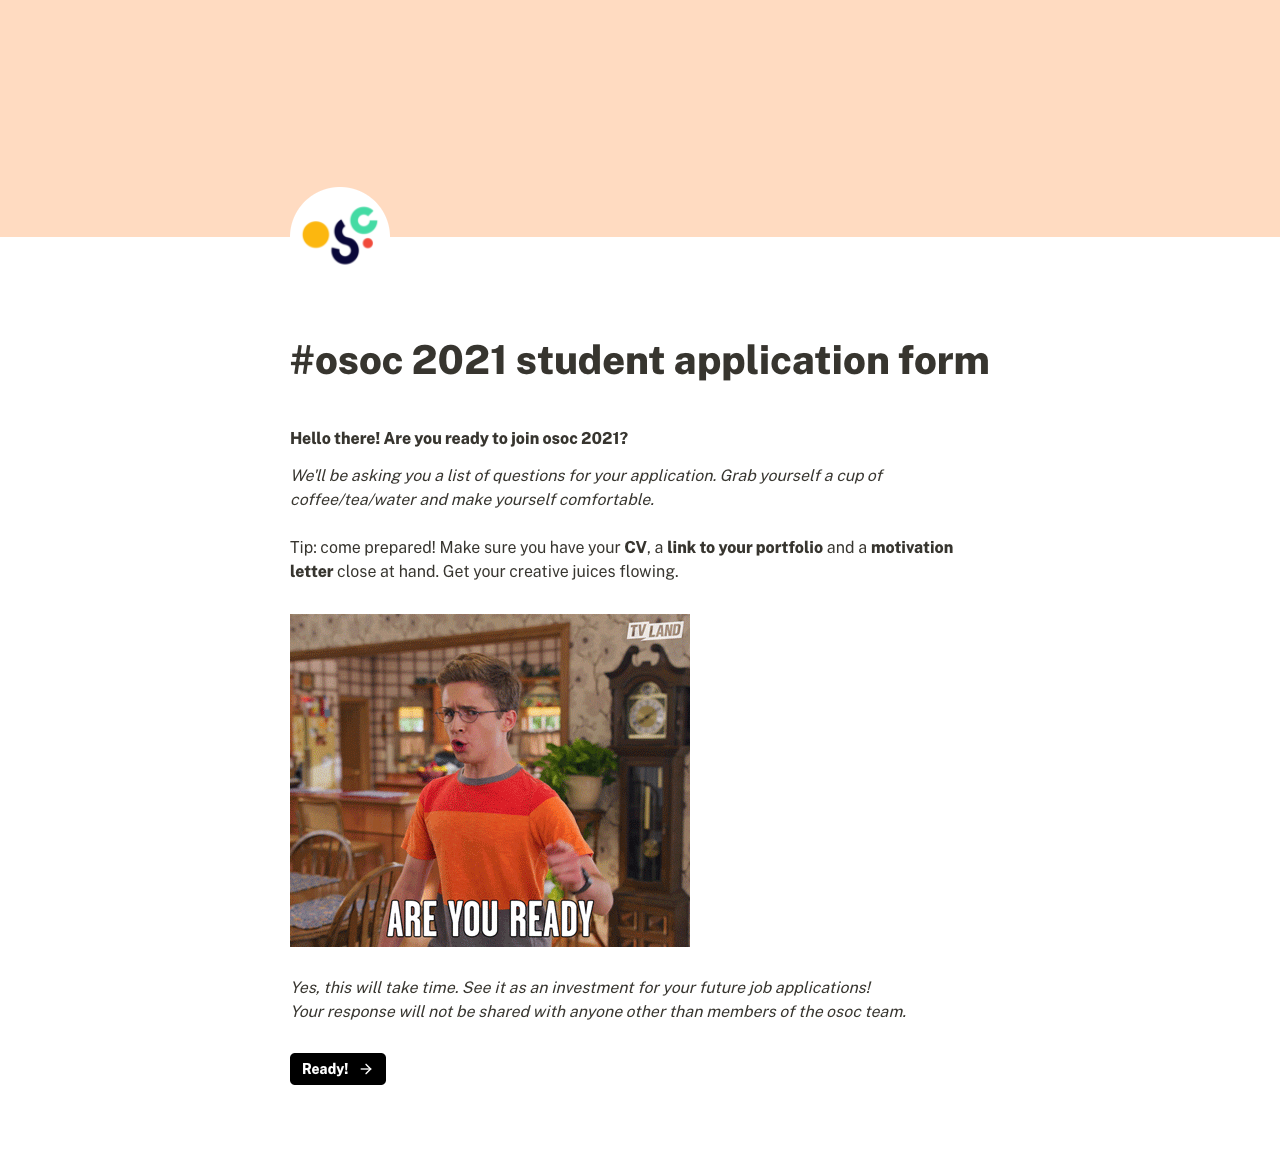 osc
#osoc 2021 student application form
Hello there! Are you ready to join osoc 2021?
We'll be asking you a list of questions for your application. Grab yourself a cup of
coffee/tea/water and make yourself comfortable.
Tip: come prepared! Make sure you have your CV, a link to your portfolio and a motivation
letter close at hand. Get your creative juices flowing.
TV LAND
ARE YOU READY
Yes, this will take time. See it as an investment for your future job applications!
Your response will not be shared with anyone other than members of the osoc team.
Ready! →